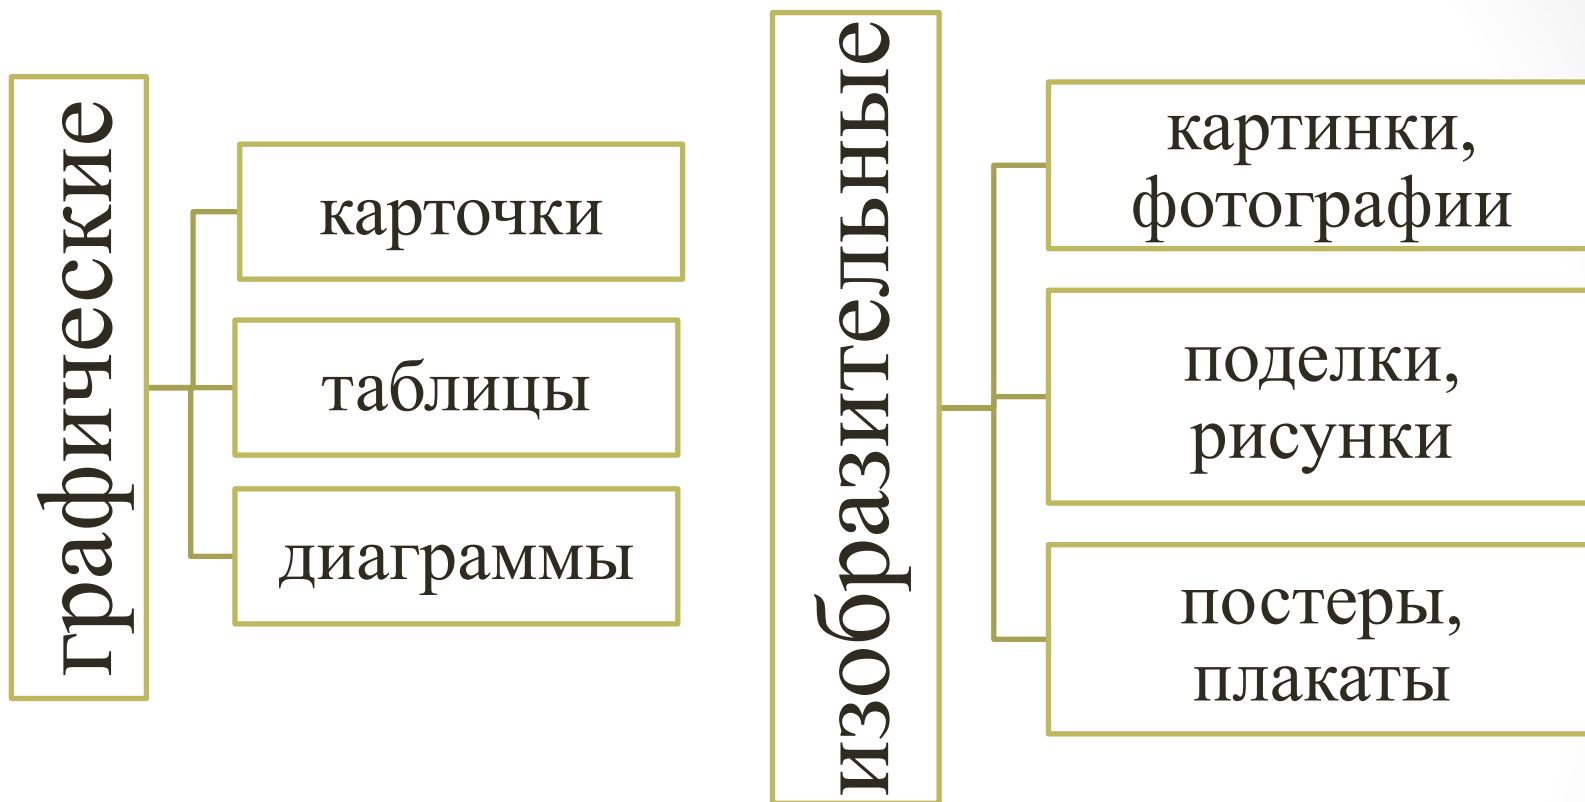 графические
карточки
таблицы
диаграммы
изобразительные
картинки,
фотографии
поделки,
рисунки
постеры,
плакаты